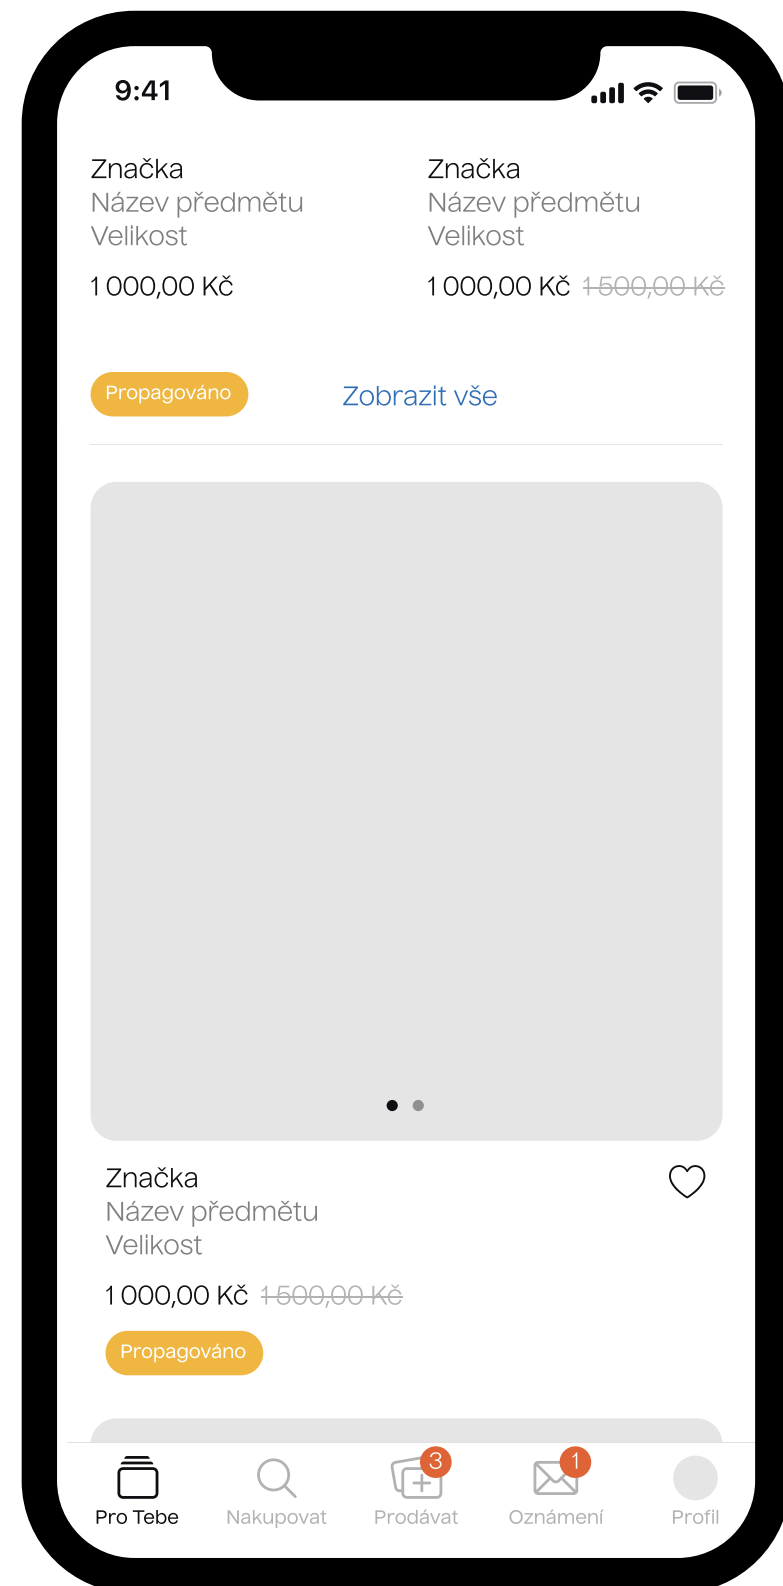 9:41
Značka
Název předmětu
Velikost
1 000,00 Kč
Značka
Název předmětu
Velikost
1 000,00 Kč 1 500,00 Kč
Propagováno
Zobrazit vše
Značka
Název předmětu
Velikost
1 000,00 Kč 1 500,00 Kč
Propagováno
Pro Tebe
Nakupovat
3
Prodávat
1
Oznámení
Profil